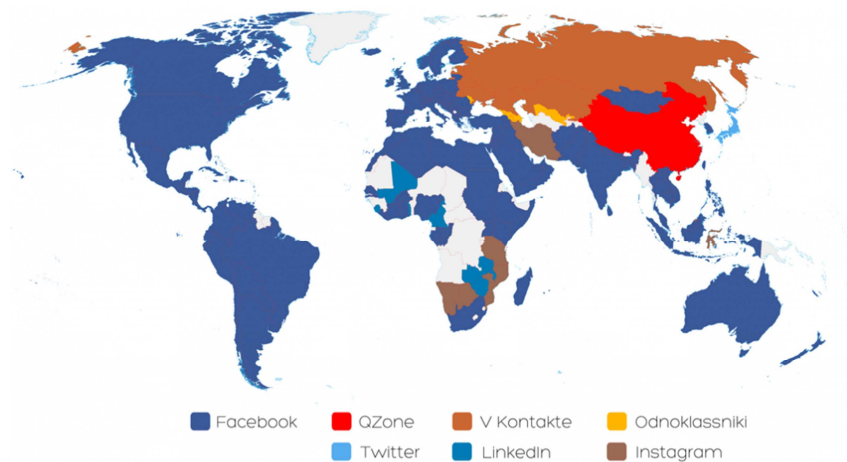 Facebook QZone V Kontakte Odnoklassniki
Twitter LinkedIn Instagram